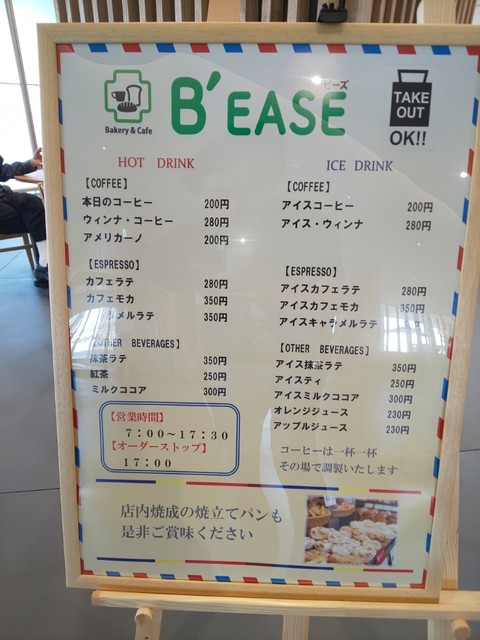 ビーズ
B'EASE
Bakery & Cafe
TAKE
OUT
OK!!
HOT DRINK
【COFFEE】
本日のコーヒー 200円
ウィンナ・コーヒー 280円
アメリカーノ 200円
【ESPRESSO】
カフェラテ 280円
カフェモカ 350円
ラメルラテ 350円
【OTHER BEVERAGES】
抹茶ラテ 350円
紅茶 250円
ミルクココア 300円
【営業時間】
7:00~17:30
【オーダーストップ】
17:00
ICE DRINK
【COFFEE】
アイスコーヒー 200円
アイス・ウィンナ 280円
【ESPRESSO】
アイスカフェラテ 280円
アイスカフェモカ 350円
アイスキャラメルラテ
【OTHER BEVERAGES】
アイス抹茶ラテ 350円
アイスティ 250円
アイスミルクココア 300円
オレンジジュース 230円
アップルジュース 230円
コーヒーは一杯一杯
その場で調製いたします
店内焼成の焼立てパンも
是非ご賞味ください